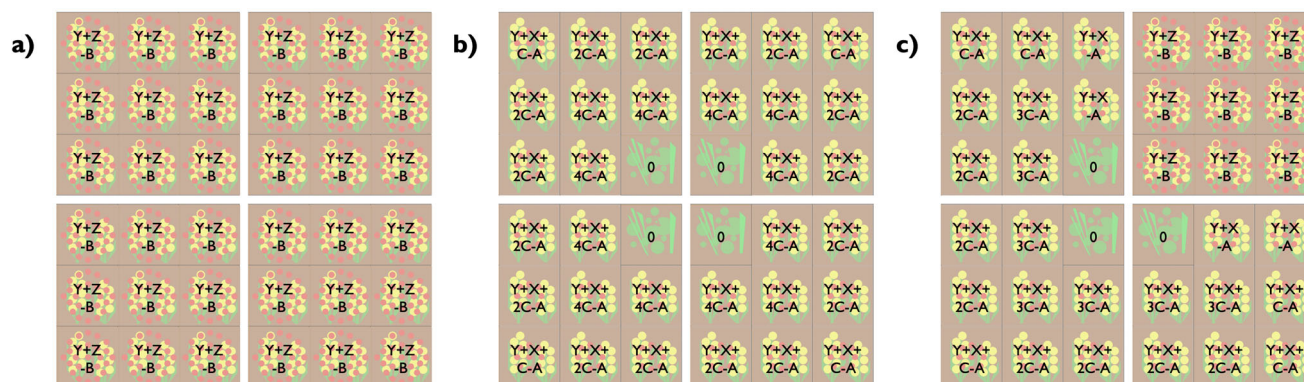 a)
Y+Z Y+Z Y+Z Y+Z Y+Z Y+Z
-B -B -B -B -B -B
Y+Z Y+Z Y+Z Y+Z Y+Z Y+Z
-B -B -B -B -B -B
Y+Z Y+Z Y+Z Y+Z Y+Z Y+Z
-B -B -B -B -B -B
Y+Z Y+Z Y+Z Y+Z Y+Z Y+Z
-B -B -B -B -B -B
Y+Z Y+Z Y+Z Y+Z Y+Z Y+Z
-B -B -B -B -B -B
Y+Z Y+Z Y+Z Y+Z Y+Z Y+Z
-B -B -B -B -B -B
b)
Y+X+ Y+X+ Y+X+ Y+X+ Y+X+ Y+X+
C-A 2C-A 2C-A 2C-A 2C-A C-A
Y+X+ Y+X+ Y+X+ Y+X+ Y+X+ Y+X+
2C-A 4C-A 4C-A 4C-A 4C-A 2C-A
Y+X+ Y+X+ 0 0 Y+X+ Y+X+
2C-A 4C-A 4C-A 2C-A
Y+X+ Y+X+ 0 0 Y+X+ Y+X+
2C-A 4C-A 4C-A 2C-A
Y+X+ Y+X+ Y+X+ Y+X+ Y+X+ Y+X+
2C-A 4C-A 4C-A 4C-A 4C-A 2C-A
Y+X+ Y+X+ Y+X+ Y+X+ Y+X+ Y+X+
C-A 2C-A 2C-A 2C-A 2C-A C-A
c)
Y+X+ Y+X+ Y+X Y+Z Y+Z Y+Z
C-A C-A -A -B -B -B
Y+X+ Y+X+ Y+X Y+Z Y+Z Y+Z
2C-A 3C-A -A -B -B -B
Y+X+ Y+X+ 0 Y+Z Y+Z Y+Z
2C-A 3C-A -B -B -B
Y+X+ Y+X+ 0 0 Y+X Y+X
2C-A 3C-A -A -A
Y+X+ Y+X+ Y+X+ Y+X+ Y+X+ Y+X+
2C-A 3C-A 3C-A 3C-A 3C-A C-A
Y+X+ Y+X+ Y+X+ Y+X+ Y+X+ Y+X+
C-A 2C-A 2C-A 2C-A 2C-A C-A